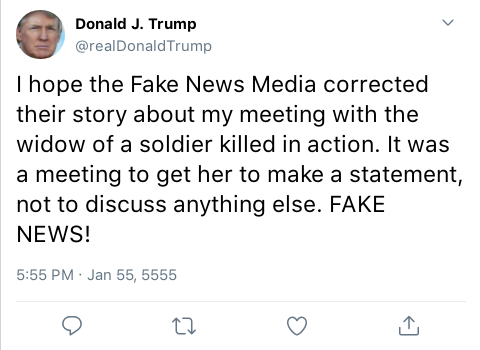 Donald J. Trump
@realDonaldTrump
I hope the Fake News Media corrected
their story about my meeting with the
widow of a soldier killed in action. It was
a meeting to get her to make a statement,
not to discuss anything else. FAKE
NEWS!
5:55 PM · Jan 55, 5555